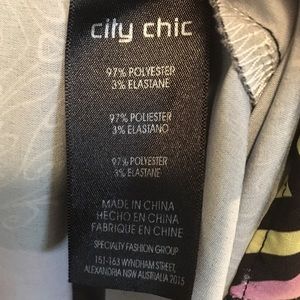 city chic
97% POLYESTER
3% ELASTANE
97% POLIESTER
3% ELASTANO
97% POLYESTER
3% ELASTANE
MADE IN CHINA
HECHO EN CHINA
FABRIQUE EN CHINE
SPECIALTY FASHION GROUP
151-163 WYNDHAM STREET,
ALEXANDRIA NSW AUSTRALIA 2015